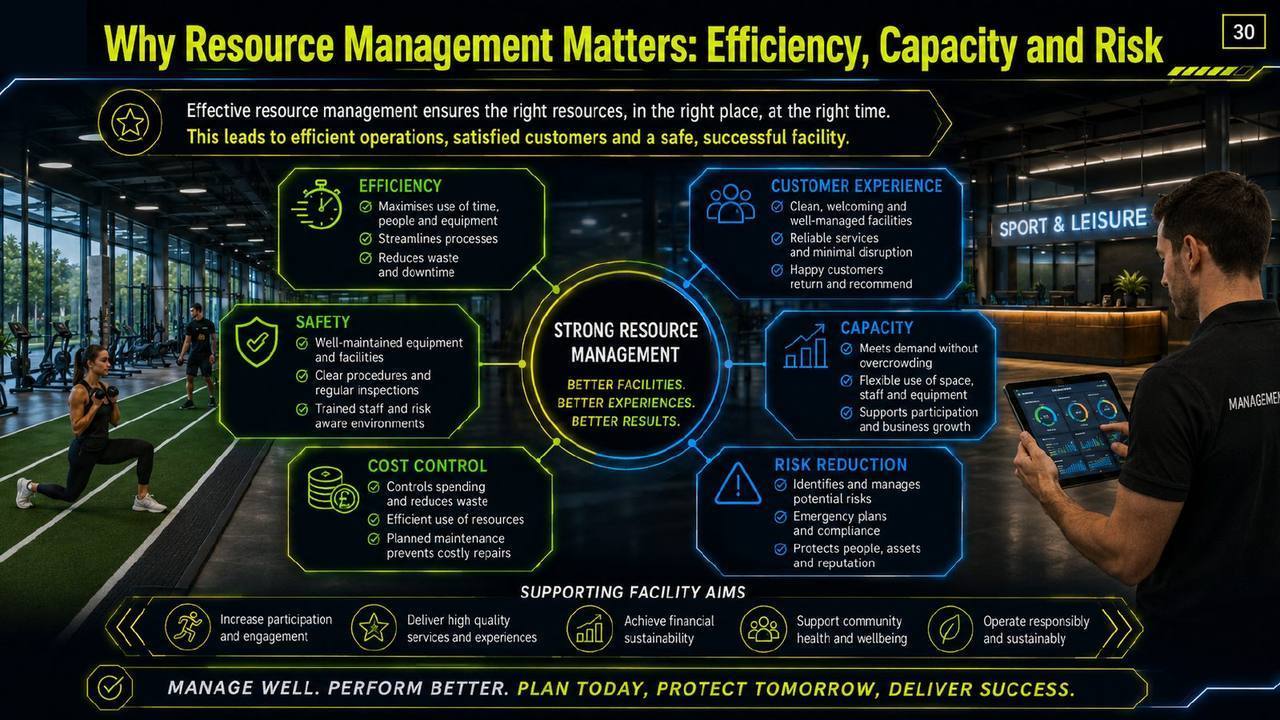 Why Resource Management Matters: Efficiency, Capacity and Risk
30
Effective resource management ensures the right resources, in the right place, at the right time.
This leads to efficient operations, satisfied customers and a safe, successful facility.
EFFICIENCY
Maximises use of time,
people and equipment
Streamlines processes
Reduces waste
and downtime
SAFETY
Well-maintained equipment
and facilities
Clear procedures and
regular inspections
Trained staff and risk
aware environments
COST CONTROL
Controls spending
and reduces waste
Efficient use of resources
Planned maintenance
prevents costly repairs
STRONG RESOURCE
MANAGEMENT
BETTER FACILITIES.
BETTER EXPERIENCES.
BETTER RESULTS.
CUSTOMER EXPERIENCE
Clean, welcoming and
well-managed facilities
Reliable services
and minimal disruption
Happy customers
return and recommend
CAPACITY
Meets demand without
overcrowding
Flexible use of space,
staff and equipment
Supports participation
and business growth
RISK REDUCTION
Identifies and manages
potential risks
Emergency plans
and compliance
Protects people, assets
and reputation
SPORT & LEISURE
MANAGEMEN
SUPPORTING FACILITY AIMS
Increase participation
and engagement
Deliver high quality
services and experiences
Achieve financial
sustainability
Support community
health and wellbeing
Operate responsibly
and sustainably
MANAGE WELL. PERFORM BETTER. PLAN TODAY, PROTECT TOMORROW, DELIVER SUCCESS.